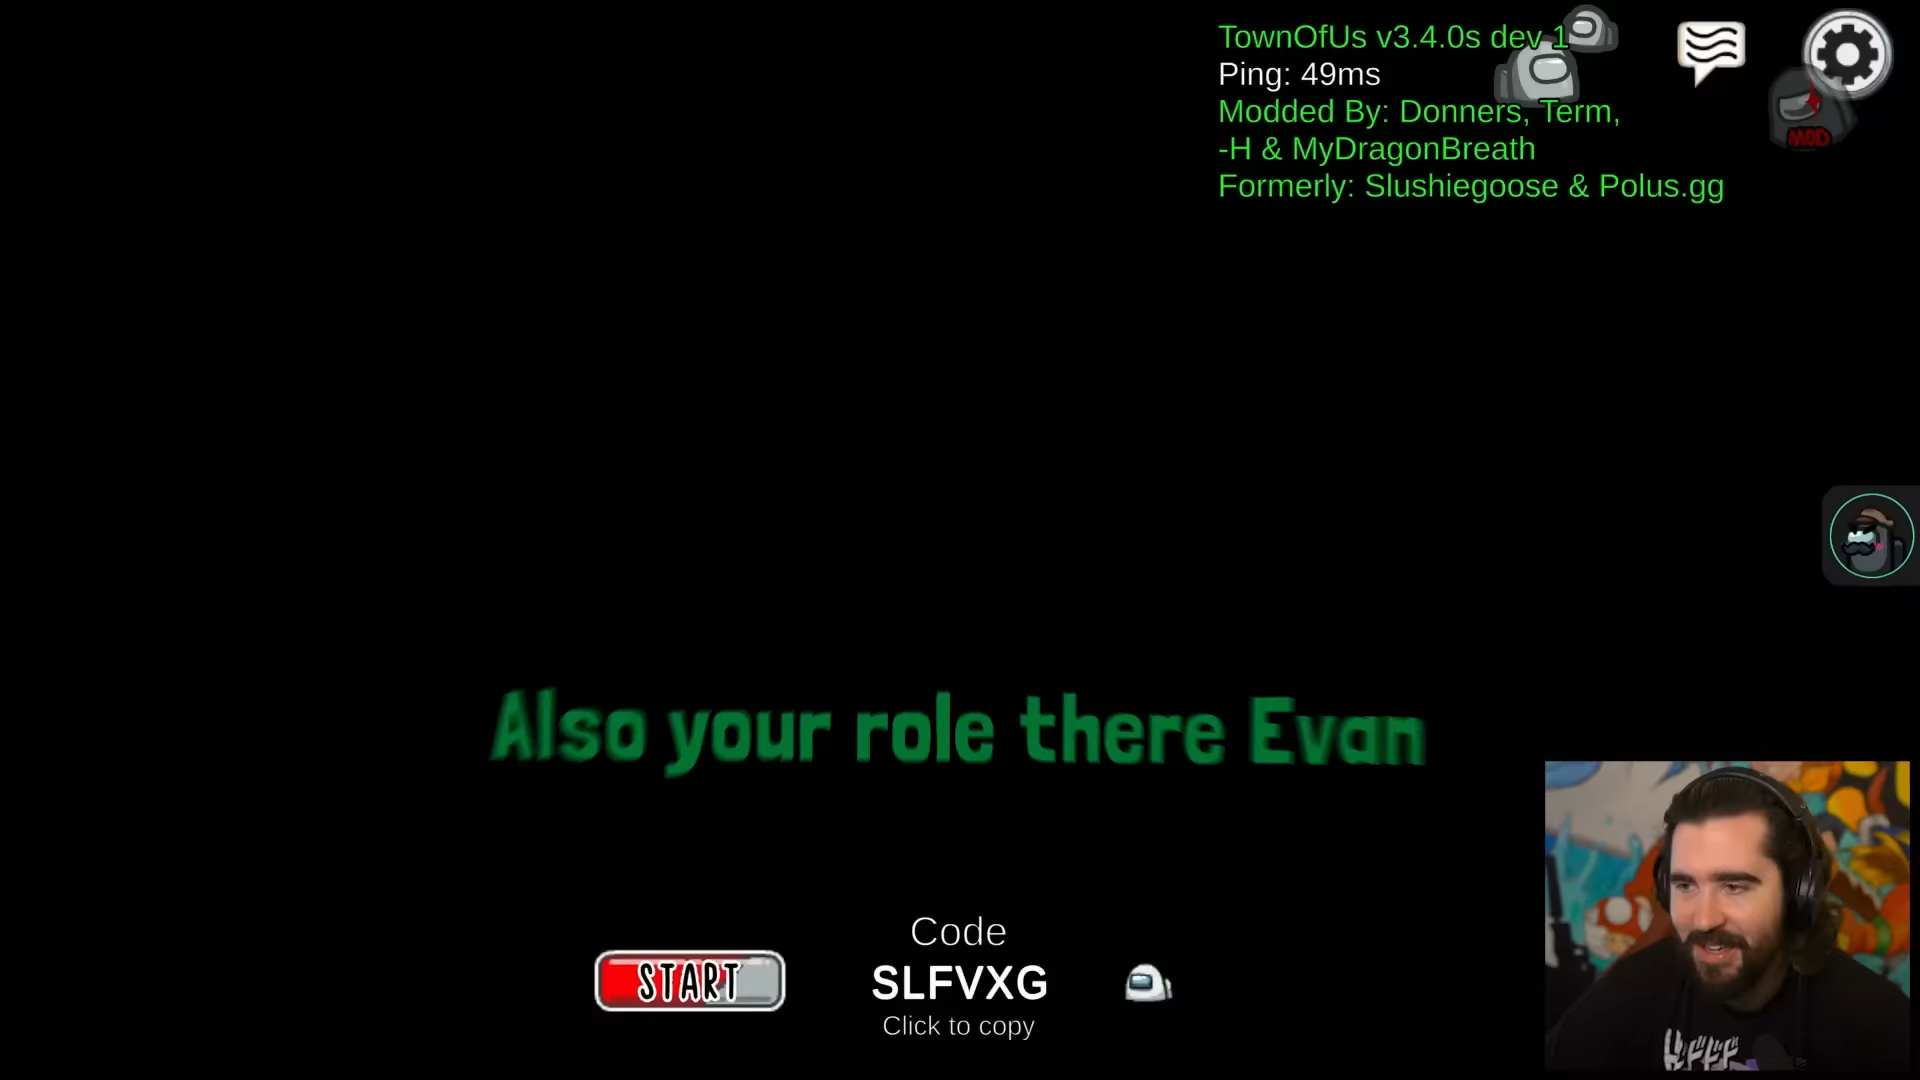 TownOfUs v3.4.0s dev 1
Ping: 49ms
Modded By: Donners, Term,
-H & MyDragonBreath
Formerly: Slushiegoose & Polus.gg
MOD
Also your role there Evan
Code
START
SLFVXG
Click to copy